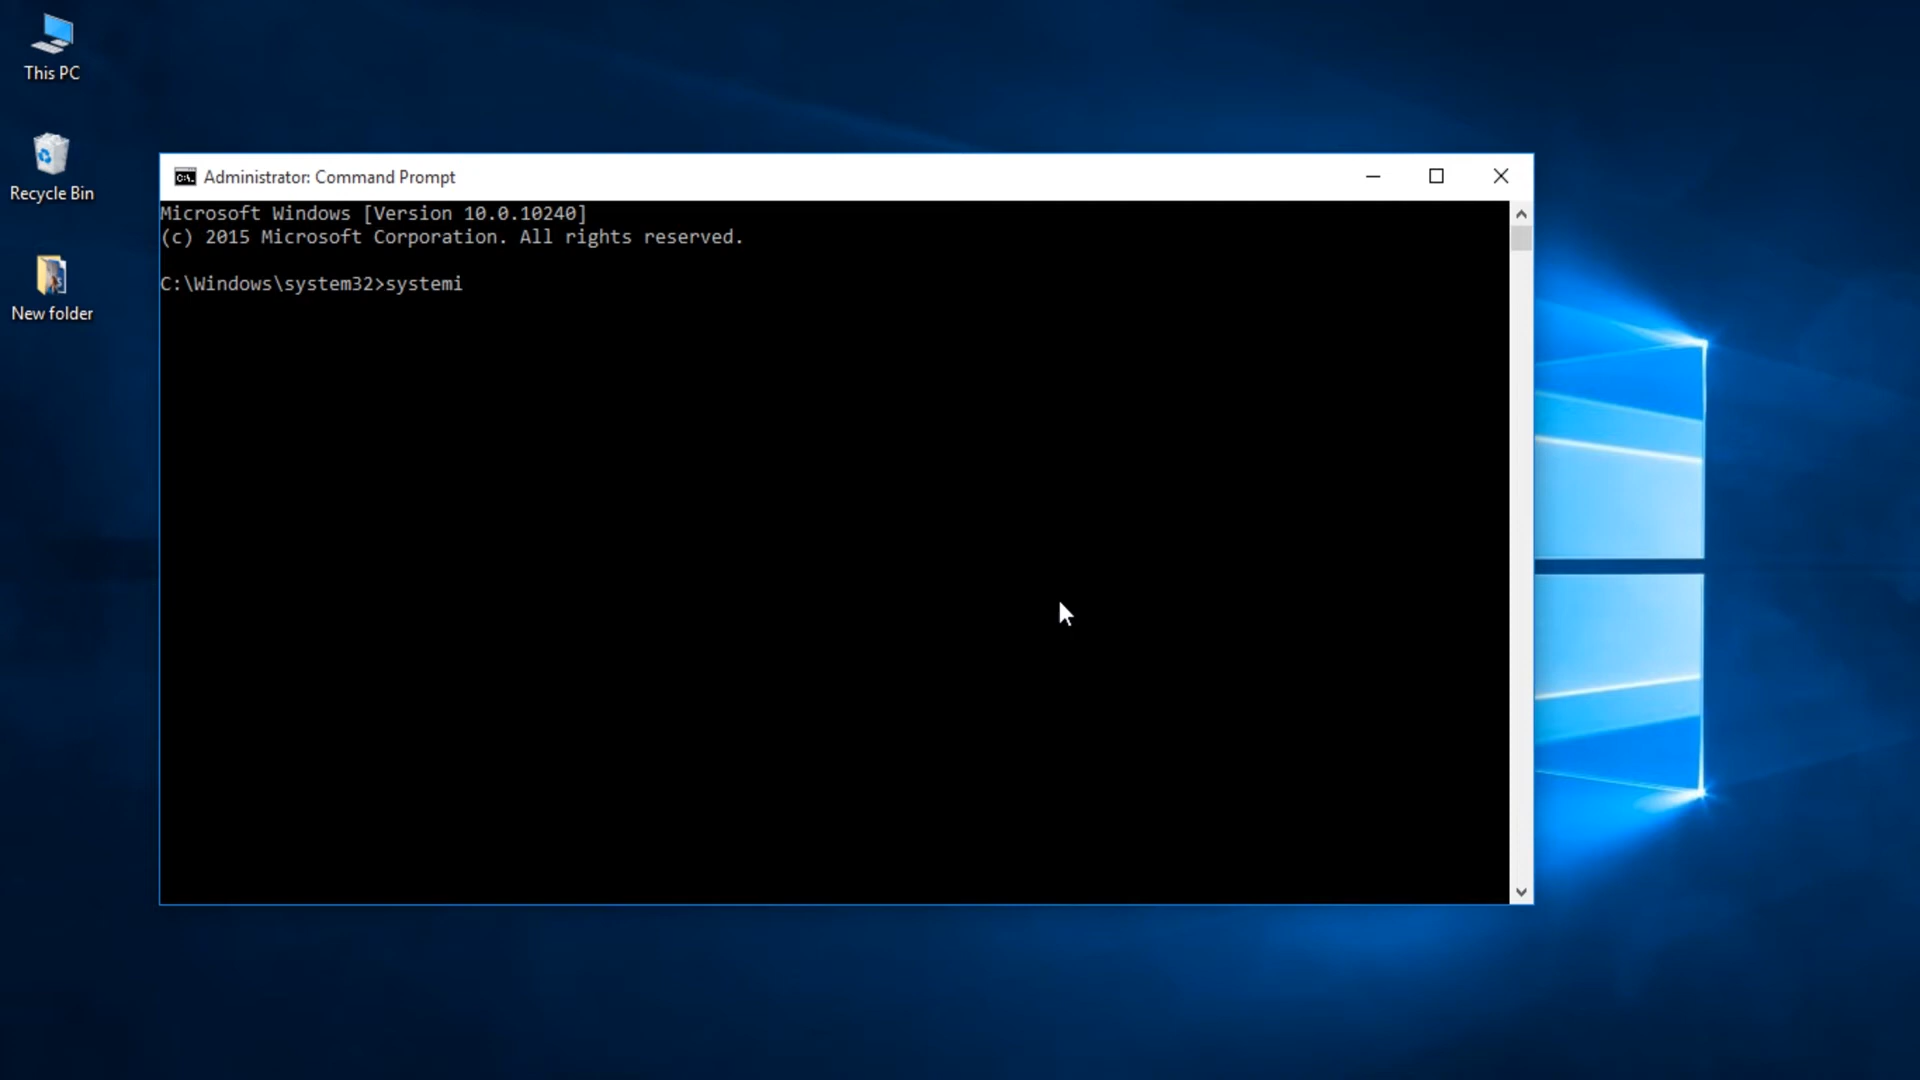 This PC
Recycle Bin
New folder
Administrator: Command Prompt
Microsoft Windows [Version 10.0.10240]
(c) 2015 Microsoft Corporation. All rights reserved.
C:\Windows\system32>systemi